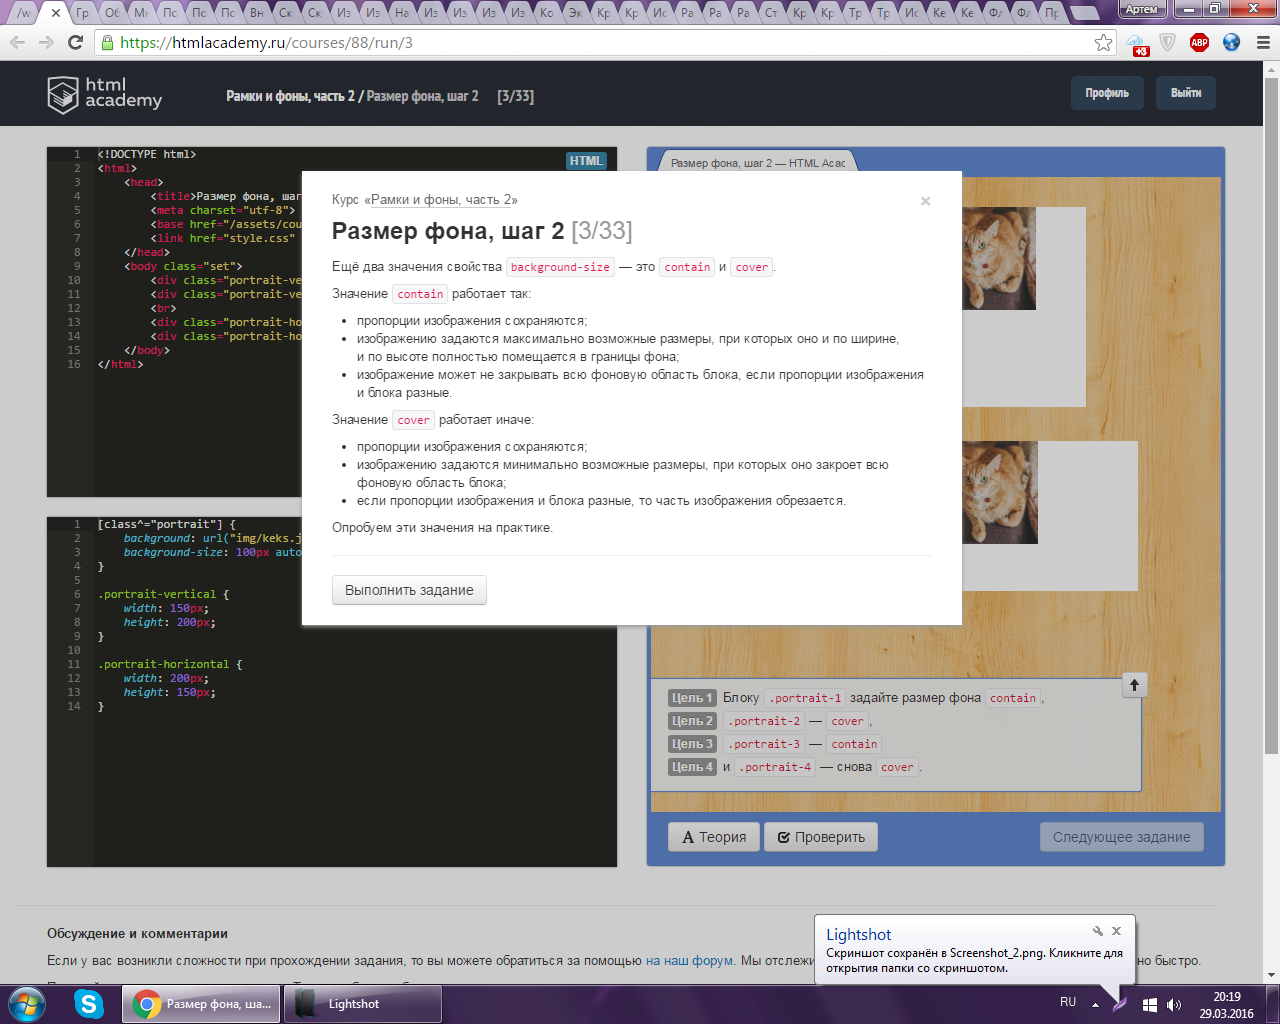 /w
Гр
Об
Мн
По
По
По
Вн
Ск
Ск
Из
Из
На
Из
Из
Из
Из
Ко
Эк
Кр
Кр
Ис
Ра
Ра
Ра
Ст
Кр
Кр
Тр
Тр
Ис
Ке
Ке
Фл
Фл
Пр
Артем
https://htmlacademy.ru/courses/88/run/3
+3
ABP
html academy
Рамки и фоны, часть 2 / Размер фона, шаг 2 [3/33]
Профиль
Выйти
1 <!DOCTYPE html>
HTML
2 <html>
3 <head>
4 <title>Размер фона, шаг
5 <meta charset="utf-8">
6 <base href="/assets/cou
7 <link href="style.css"
8 </head>
9 <body class="set">
10 <div class="portrait-ve
11 <div class="portrait-ve
12 <br>
13 <div class="portrait-ho
14 <div class="portrait-ho
15 </body>
16 </html>
1 [class^="portrait"] {
2 background: url("img/keks.j
3 background-size: 100px auto
4 }
5
6 .portrait-vertical {
7 width: 150px;
8 height: 200px;
9 }
10
11 .portrait-horizontal {
12 width: 200px;
13 height: 150px;
14 }
Курс «Рамки и фоны, часть 2»
×
Размер фона, шаг 2 [3/33]
Ещё два значения свойства background-size — это contain и cover.
Значение contain работает так:
• пропорции изображения сохраняются;
• изображению задаются максимально возможные размеры, при которых оно и по ширине,
и по высоте полностью помещается в границы фона;
• изображение может не закрывать всю фоновую область блока, если пропорции изображения
и блока разные.
Значение cover работает иначе:
• пропорции изображения сохраняются;
• изображению задаются минимально возможные размеры, при которых оно закроет всю
фоновую область блока;
• если пропорции изображения и блока разные, то часть изображения обрезается.
Опробуем эти значения на практике.
Выполнить задание
Размер фона, шаг 2 — HTML Acac
Цель 1 Блоку .portrait-1 задайте размер фона contain,
Цель 2 .portrait-2 — cover,
Цель 3 .portrait-3 — contain
Цель 4 и .portrait-4 — снова cover.
Теория
Проверить
Следующее задание
Обсуждение и комментарии
Если у вас возникли сложности при прохождении задания, то вы можете обратиться за помощью на наш форум. Мы отслежи
но быстро.
Lightshot
Скриншот сохранён в Screenshot_2.png. Кликните для
открытия папки со скриншотом.
Размер фона, ша...
Lightshot
RU
20:19
29.03.2016